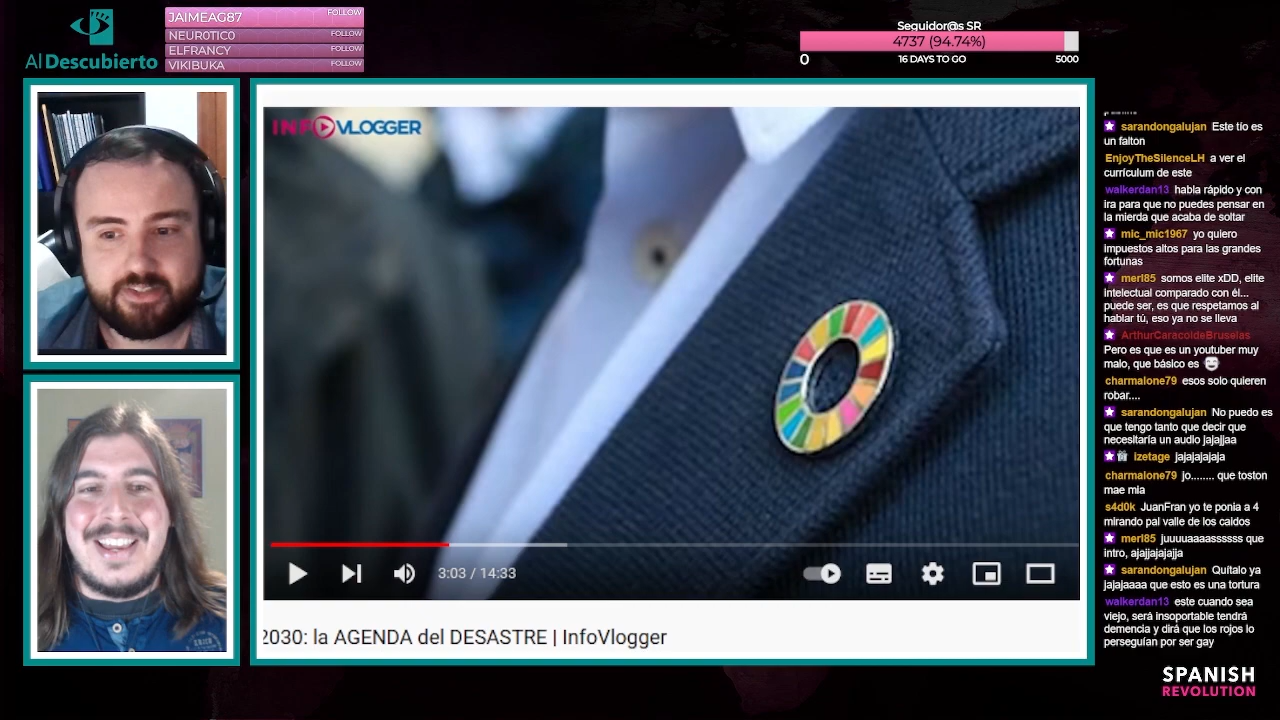 JAIMEAG87 FOLLOW
NEUR0TIC0 FOLLOW
ELFRANCY FOLLOW
VIKIBUKA FOLLOW
Al Descubierto
Seguidor@s SR
4737 (94.74%)
0 16 DAYS TO GO 5000
INFOVLOGGER
3:03 / 14:33
2030: la AGENDA del DESASTRE | InfoVlogger
sarandongalujan Este tío es
un falton
EnjoyTheSilenceLH a ver el
currículum de este
walkerdan13 habla rápido y con
ira para que no puedes pensar en
la mierda que acaba de soltar
mic_mic1967 yo quiero
impuestos altos para las grandes
fortunas
merl85 somos elite xDD, elite
intelectual comparado con él...
puede ser, es que respetamos al
hablar tú, eso ya no se lleva
ArthurCaracoldeBruselas
Pero es que es un youtuber muy
malo, que básico es
charmalone79 esos solo quieren
robar....
sarandongalujan No puedo es
que tengo tanto que decir que
necesitaría un audio jajajjaa
izetage jajajajaja
charmalone79 jo........ que toston
mae mia
s4d0k JuanFran yo te ponia a 4
mirando pal valle de los caidos
merl85 juuuuaaaassssss que
intro, ajajjajajajja
sarandongalujan Quítalo ya
jajajaaaa que esto es una tortura
walkerdan13 este cuando sea
viejo, será insoportable tendrá
demencia y dirá que los rojos lo
perseguían por ser gay
SPANISH
REVOLUTION